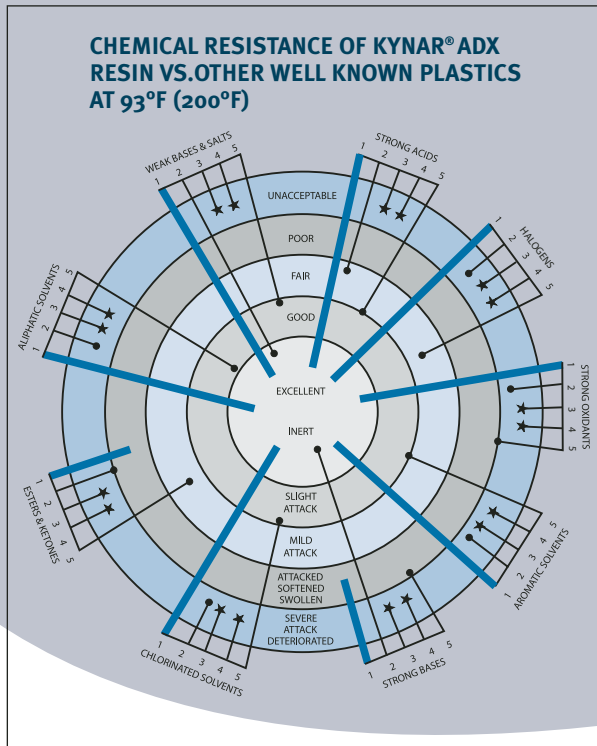 CHEMICAL RESISTANCE OF KYNAR® ADX
RESIN VS.OTHER WELL KNOWN PLASTICS
AT 93°F (200°F)
WEAK BASES & SALTS
1 2 3 4 5
STRONG ACIDS
1 2 3 4 5
HALOGENS
1 2 3 4 5
STRONG OXIDANTS
1 2 3 4 5
AROMATIC SOLVENTS
1 2 3 4 5
STRONG BASES
1 2 3 4 5
CHLORINATED SOLVENTS
1 2 3 4 5
ESTERS & KETONES
1 2 3 4 5
ALIPHATIC SOLVENTS
1 2 3 4 5
UNACCEPTABLE
POOR
FAIR
GOOD
EXCELLENT
INERT
SLIGHT
ATTACK
MILD
ATTACK
ATTACKED
SOFTENED
SWOLLEN
SEVERE
ATTACK
DETERIORATED